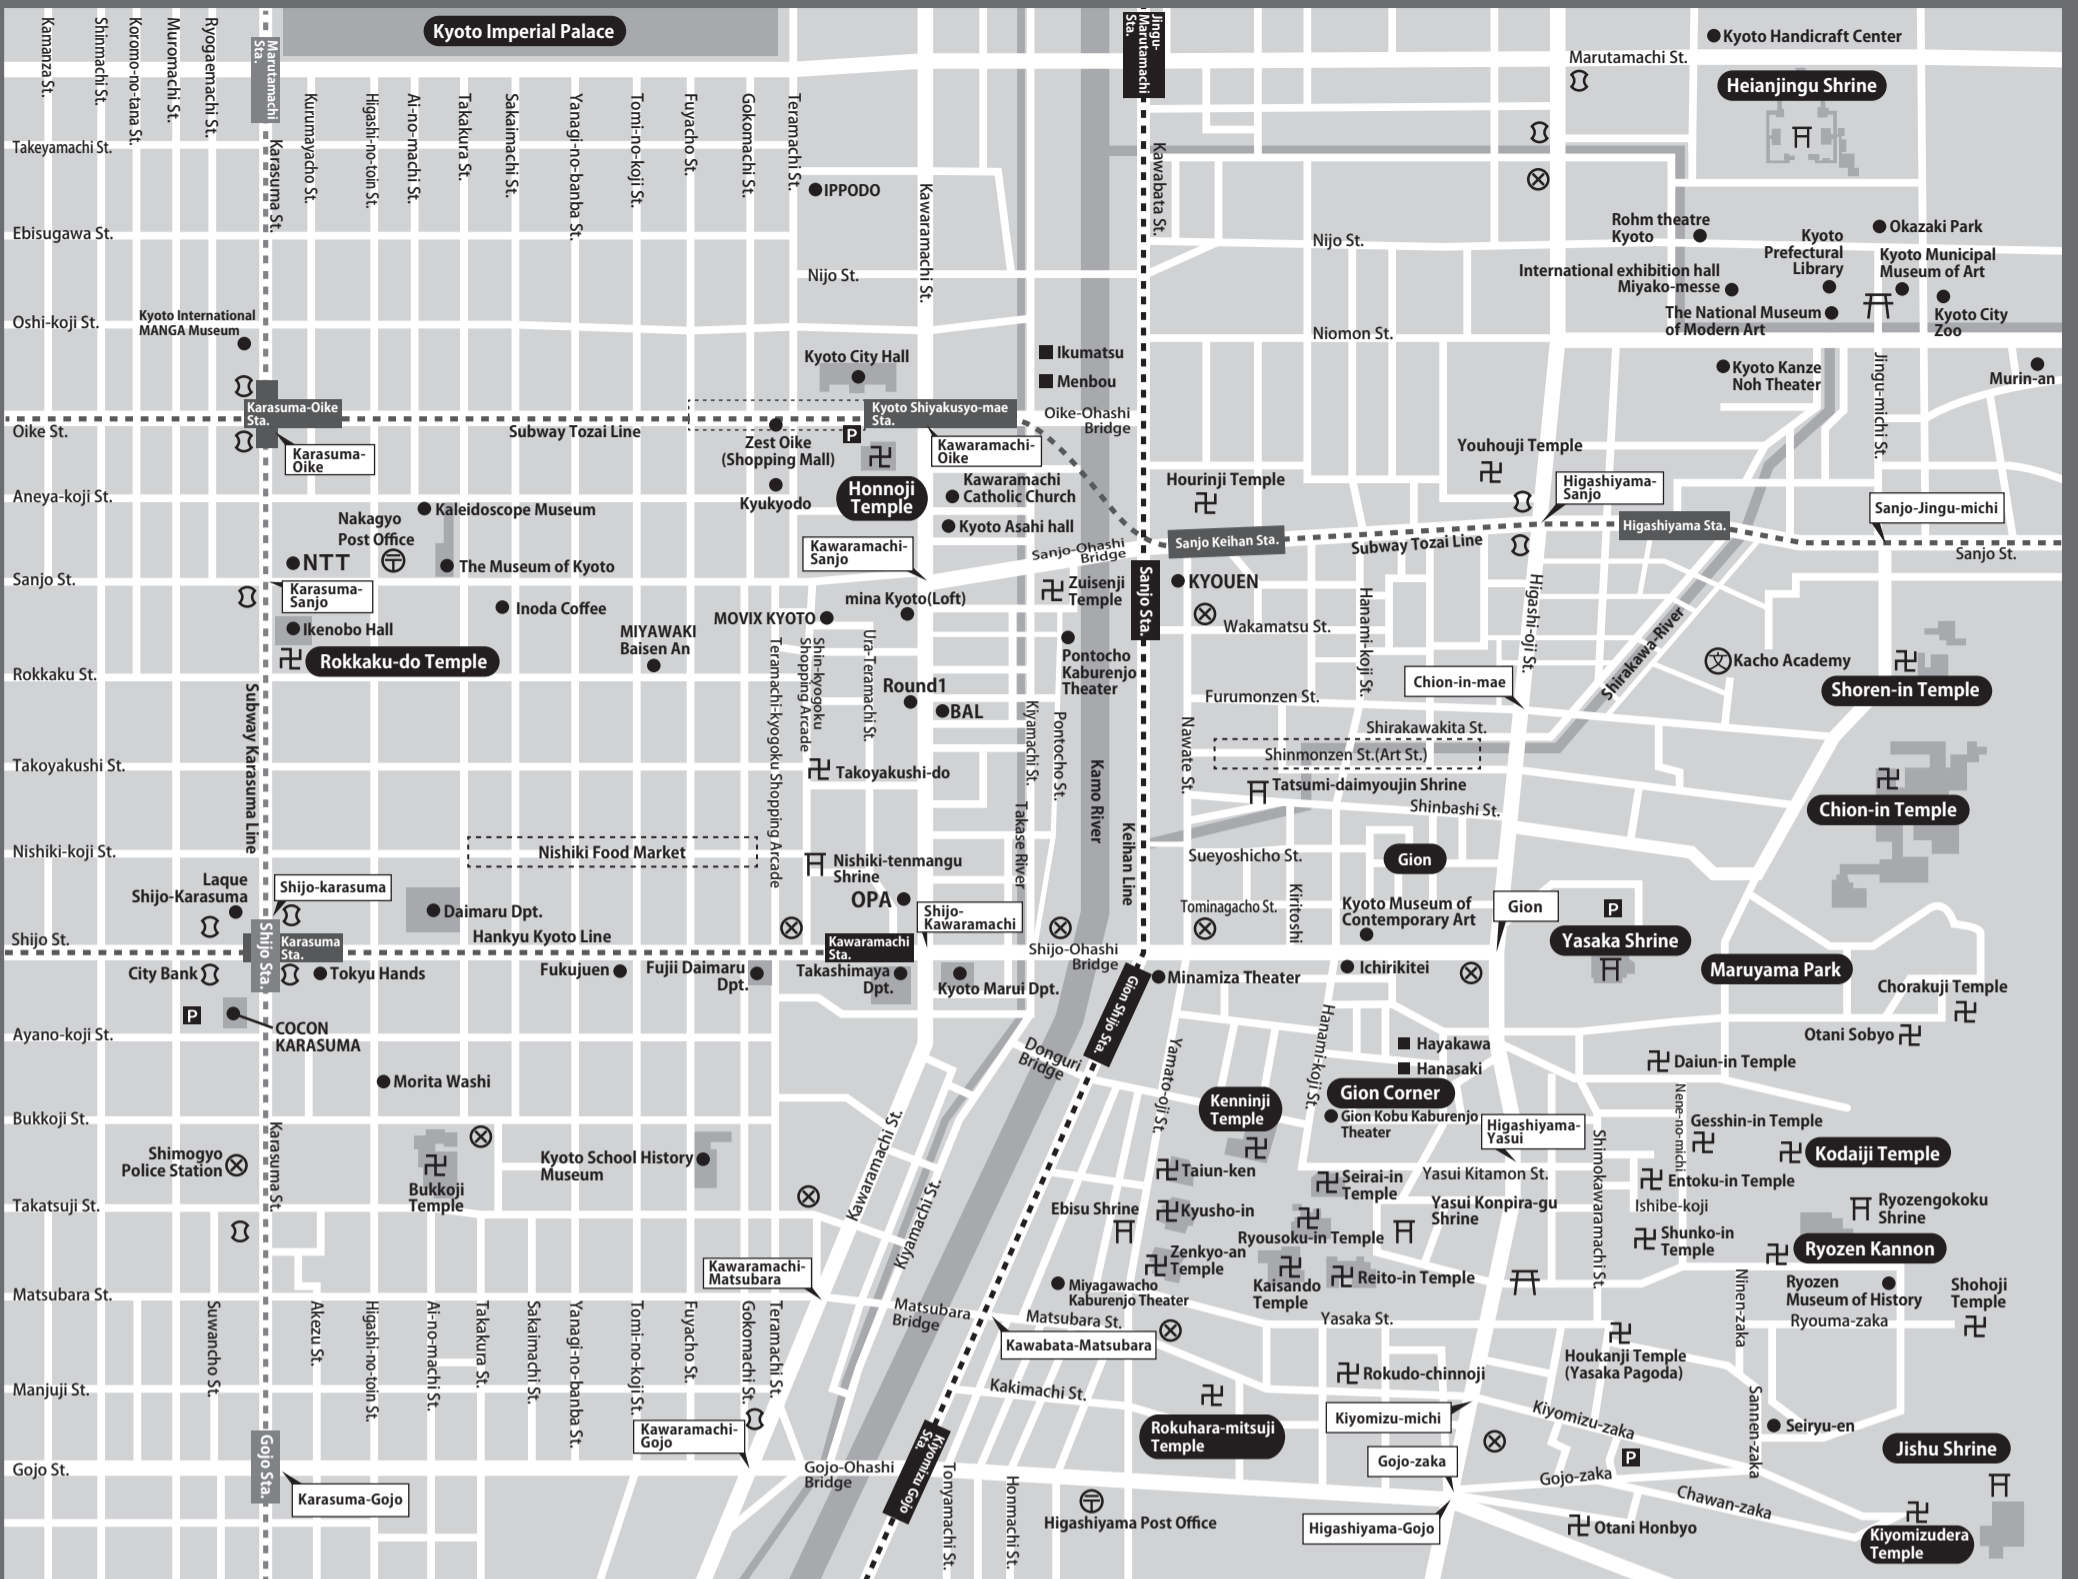 Kyoto Imperial Palace
Kamanza St.
Shinmachi St.
Koromo-no-tana St.
Muromachi St.
Ryogaemachi St.
Marutamachi
Sta.
Jingu-
Marutamachi
Sta.
Kyoto Handicraft Center
Marutamachi St.
Heianjingu Shrine
Karasuma St.
Kurumayacho St.
Higashi-no-toin St.
Ai-no-machi St.
Takakura St.
Sakaimachi St.
Yanagi-no-banba St.
Tomi-no-koji St.
Fuyacho St.
Gokomachi St.
Teramachi St.
Takeyamachi St.
IPPODO
Kawaramachi St.
Kawabata St.
Ebisugawa St.
Nijo St.
Nijo St.
Rohm theatre
Kyoto
Kyoto
Prefectural
Library
Okazaki Park
Kyoto Municipal
Museum of Art
International exhibition hall
Miyako-messe
The National Museum
of Modern Art
Kyoto City
Zoo
Kyoto International
MANGA Museum
Oshi-koji St.
Niomon St.
Kyoto City Hall
Ikumatsu
Menbou
Kyoto Kanze
Noh Theater
Jingu-michi St.
Murin-an
Karasuma-Oike
Sta.
Kyoto Shiyakusyo-mae
Sta.
Oike-Ohashi
Bridge
Oike St.
Subway Tozai Line
Karasuma-
Oike
Zest Oike
(Shopping Mall)
P
Kawaramachi-
Oike
Youhouji Temple
Aneya-koji St.
Kaleidoscope Museum
Kyukyodo
Honnoji
Temple
Kawaramachi
Catholic Church
Kyoto Asahi hall
Hourinji Temple
Higashiyama-
Sanjo
Sanjo-Jingu-michi
Nakagyo
Post Office
NTT
The Museum of Kyoto
Kawaramachi-
Sanjo
Sanjo-Ohashi
Bridge
Sanjo Keihan Sta.
Subway Tozai Line
Higashiyama Sta.
Sanjo St.
Sanjo St.
Karasuma-
Sanjo
Ikenobo Hall
Inoda Coffee
MIYAWAKI
Baisen An
MOVIX KYOTO
mina Kyoto(Loft)
Zuisenji
Temple
Sanjo Sta.
KYOUEN
Wakamatsu St.
Hanami-koji St.
Higashi-oji St.
Shirakawa-River
文
Kacho Academy
Rokkaku-do Temple
Rokkaku St.
Shoren-in Temple
Subway Karasuma Line
Teramachi-kyogoku Shopping Arcade
Shin-kyogoku
Shopping Arcade
Ura-Teramachi St.
Round1
BAL
Pontocho
Kaburenjo
Theater
Kiyamachi St.
Pontocho St.
Kamo River
Keihan Line
Takase River
Nawate St.
Chion-in-mae
Furumonzen St.
Shirakawakita St.
Shinmonzen St.(Art St.)
Takoyakushi St.
Takoyakushi-do
Tatsumi-daimyoujin Shrine
Shinbashi St.
Chion-in Temple
Nishiki-koji St.
Nishiki Food Market
Nishiki-tenmangu
Shrine
Sueyoshicho St.
Gion
Laque
Shijo-Karasuma
Shijo-karasuma
Daimaru Dpt.
OPA
Shijo-
Kawaramachi
Tominagacho St.
Kiritoshi
Kyoto Museum of
Contemporary Art
Gion
P
Yasaka Shrine
Maruyama Park
Shijo St.
Hankyu Kyoto Line
Shijo Sta.
Karasuma
Sta.
Kawaramachi
Sta.
Shijo-Ohashi
Bridge
City Bank
Tokyu Hands
Fukujuen
Fujii Daimaru
Dpt.
Takashimaya
Dpt.
Kyoto Marui Dpt.
Gion Shijo Sta.
Minamiza Theater
Ichirikitei
Chorakuji Temple
P
COCON
KARASUMA
Ayano-koji St.
Otani Sobyo
Donguri
Bridge
Yamato-oji St.
Hanami-koji St.
Hayakawa
Hanasaki
Daiun-in Temple
Morita Washi
Kenninji
Temple
Gion Corner
Gion Kobu Kaburenjo
Theater
Nene-no-michi
Gesshin-in Temple
Bukkoji St.
Karasuma St.
Kawaramachi St.
Kiyamachi St.
Higashiyama-
Yasui
Shimokawaramachi St.
Kodaiji Temple
Shimogyo
Police Station
Bukkoji
Temple
Kyoto School History
Museum
Taiun-ken
Seirai-in
Temple
Yasui Kitamon St.
Entoku-in Temple
Takatsuji St.
Ebisu Shrine
Kyusho-in
Yasui Konpira-gu
Shrine
Ishibe-koji
Ryozengokoku
Shrine
Ryousoku-in Temple
Shunko-in
Temple
Ryozen Kannon
Zenkyo-an
Temple
Kawaramachi-
Matsubara
Miyagawacho
Kaburenjo Theater
Kaisando
Temple
Reito-in Temple
Ninen-zaka
Ryozen
Museum of History
Shohoji
Temple
Matsubara St.
Suwancho St.
Akezu St.
Higashi-no-toin St.
Ai-no-machi St.
Takakura St.
Sakaimachi St.
Yanagi-no-banba St.
Tomi-no-koji St.
Fuyacho St.
Gokomachi St.
Teramachi St.
Matsubara
Bridge
Matsubara St.
Yasaka St.
Ryouma-zaka
Kawabata-Matsubara
Houkanji Temple
(Yasaka Pagoda)
Rokudo-chinnoji
Manjuji St.
Kakimachi St.
Sannen-zaka
Kawaramachi-
Gojo
Kiyomizu Gojo
Sta.
Rokuhara-mitsuji
Temple
Kiyomizu-michi
Kiyomizu-zaka
Seiryu-en
Jishu Shrine
Gojo St.
Gojo Sta.
Karasuma-Gojo
Gojo-Ohashi
Bridge
Tonyamachi St.
Honmachi St.
Gojo-zaka
P
Gojo-zaka
Chawan-zaka
Higashiyama Post Office
Higashiyama-Gojo
Otani Honbyo
Kiyomizudera
Temple